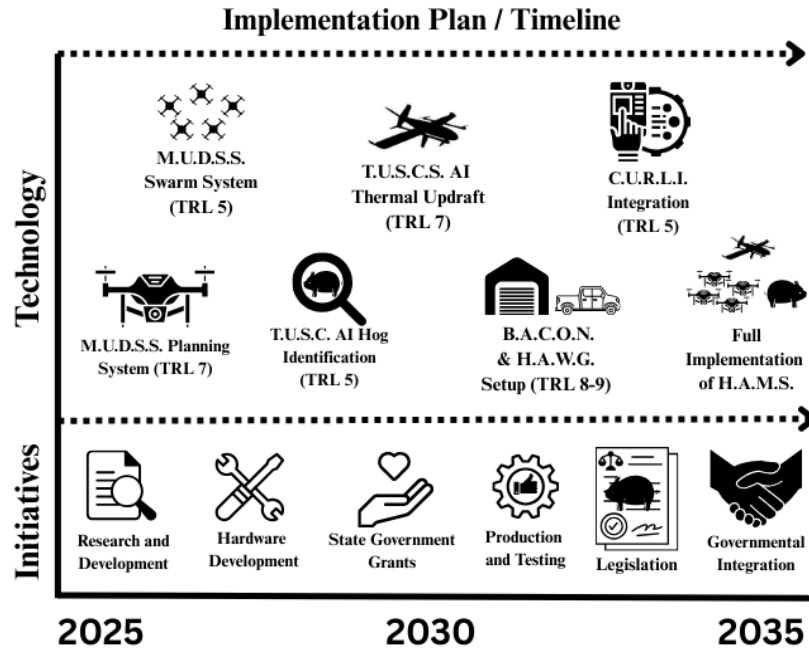 Implementation Plan / Timeline
Technology
M.U.D.S.S.
Swarm System
(TRL 5)
T.U.S.C.S. AI
Thermal Updraft
(TRL 7)
C.U.R.L.I.
Integration
(TRL 5)
M.U.D.S.S. Planning
System (TRL 7)
T.U.S.C. AI Hog
Identification
(TRL 5)
B.A.C.O.N.
& H.A.W.G.
Setup (TRL 8-9)
Full
Implementation
of H.A.M.S.
Initiatives
Research and
Development
Hardware
Development
State Government
Grants
Production
and Testing
Legislation
Governmental
Integration
2025
2030
2035